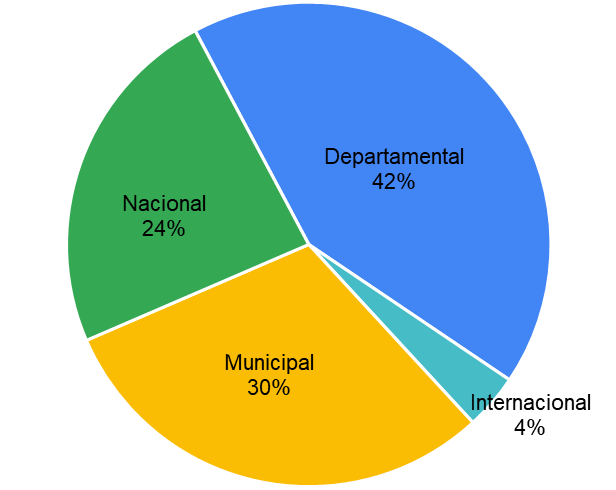 Departamental
42%
Nacional
24%
Municipal
30%
Internacional
4%